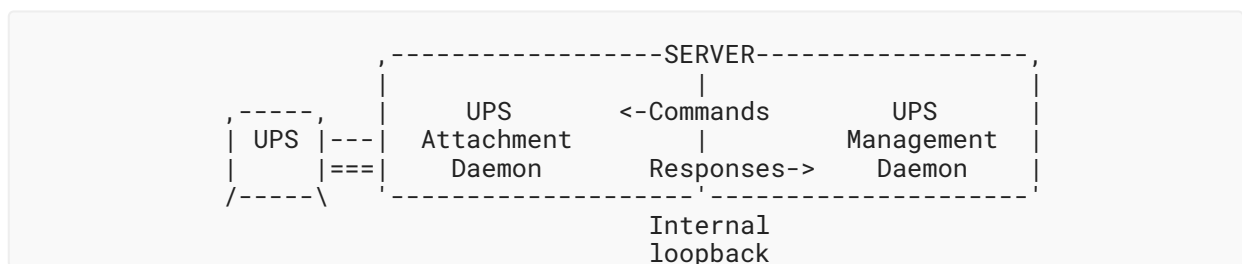 SERVER
UPS <-Commands UPS
UPS Attachment Management
Daemon Responses-> Daemon
Internal
loopback